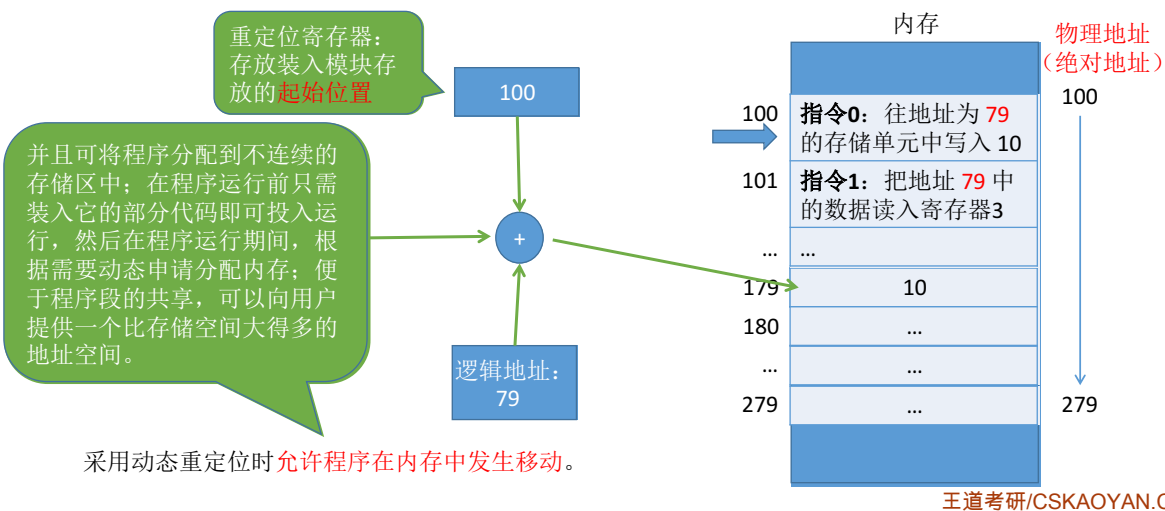 重定位寄存器：
存放装入模块存
放的起始位置
100
并且可将程序分配到不连续的
存储区中；在程序运行前只需
装入它的部分代码即可投入运
行，然后在程序运行期间，根
据需要动态申请分配内存；便
于程序段的共享，可以向用户
提供一个比存储空间大得多的
地址空间。
+
逻辑地址：
79
采用动态重定位时允许程序在内存中发生移动。
内存
物理地址
（绝对地址）
100
指令0：往地址为 79
的存储单元中写入 10
100
101
指令1：把地址 79 中
的数据读入寄存器3
...
...
179
10
180
...
...
...
279
...
279
王道考研/CSKAOYAN.C